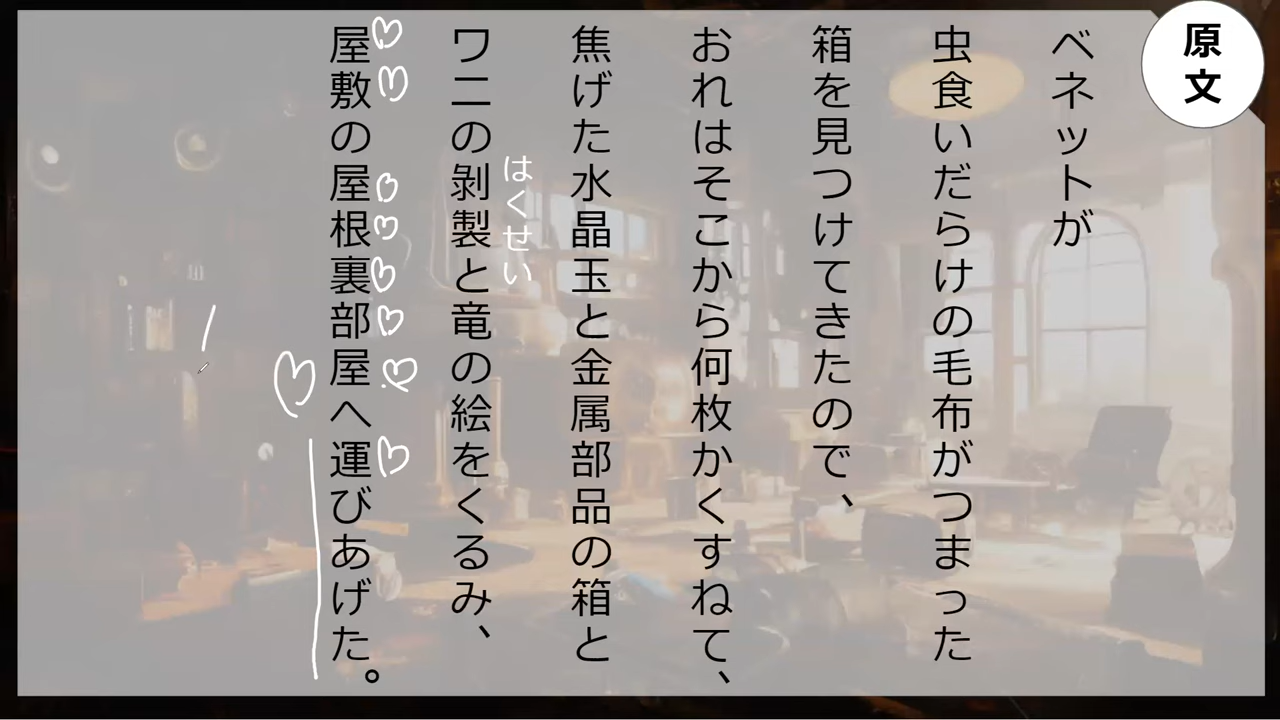 原文
ベネットが
虫食いだらけの毛布がつまった
箱を見つけてきたので、
おれはそこから何枚かくすねて、
焦げた水晶玉と金属部品の箱と
はくせい
ワニの剝製と竜の絵をくるみ、
屋敷の屋根裏部屋へ運びあげた。